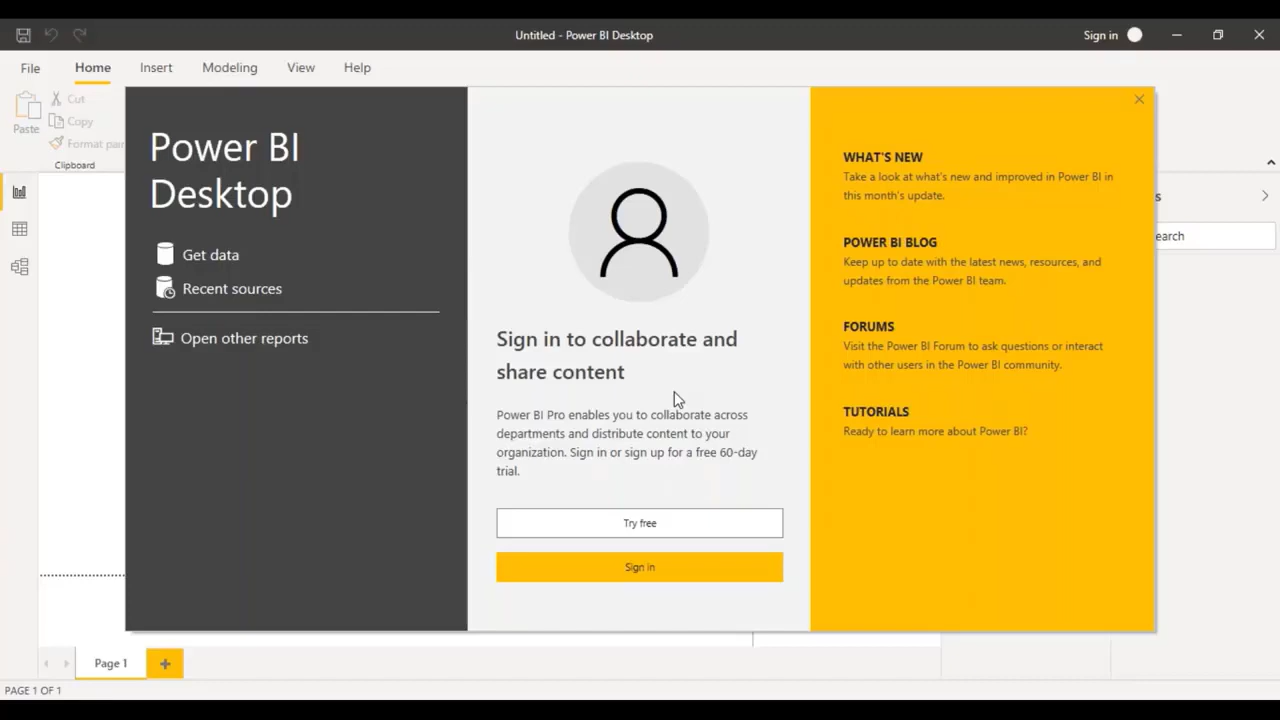 Untitled - Power BI Desktop
Sign in
File
Home
Insert
Modeling
View
Help
Paste
Cut
Copy
Format pain
Clipboard
Power BI
Desktop
Get data
Recent sources
Open other reports
Sign in to collaborate and
share content
Power BI Pro enables you to collaborate across
departments and distribute content to your
organization. Sign in or sign up for a free 60-day
trial.
Try free
Sign in
WHAT'S NEW
Take a look at what's new and improved in Power BI in
this month's update.
POWER BI BLOG
Keep up to date with the latest news, resources, and
updates from the Power BI team.
FORUMS
Visit the Power BI Forum to ask questions or interact
with other users in the Power BI community.
TUTORIALS
Ready to learn more about Power BI?
s
earch
Page 1
PAGE 1 OF 1